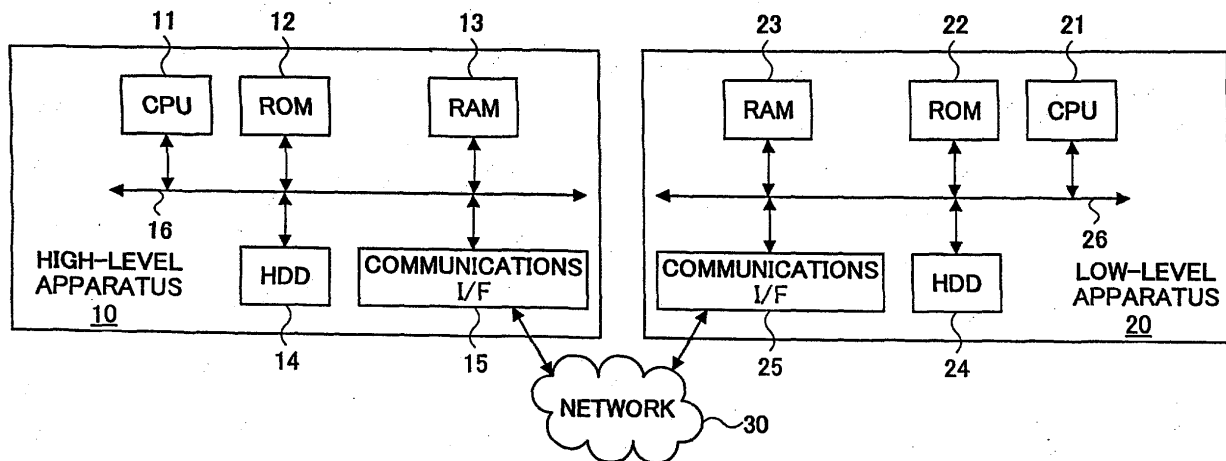 11 12 13 23 22 21
CPU ROM RAM RAM ROM CPU
16 26
HIGH-LEVEL
APPARATUS
10
HDD
COMMUNICATIONS
I/F
COMMUNICATIONS
I/F
HDD
LOW-LEVEL
APPARATUS
20
14 15 25 24
NETWORK
30